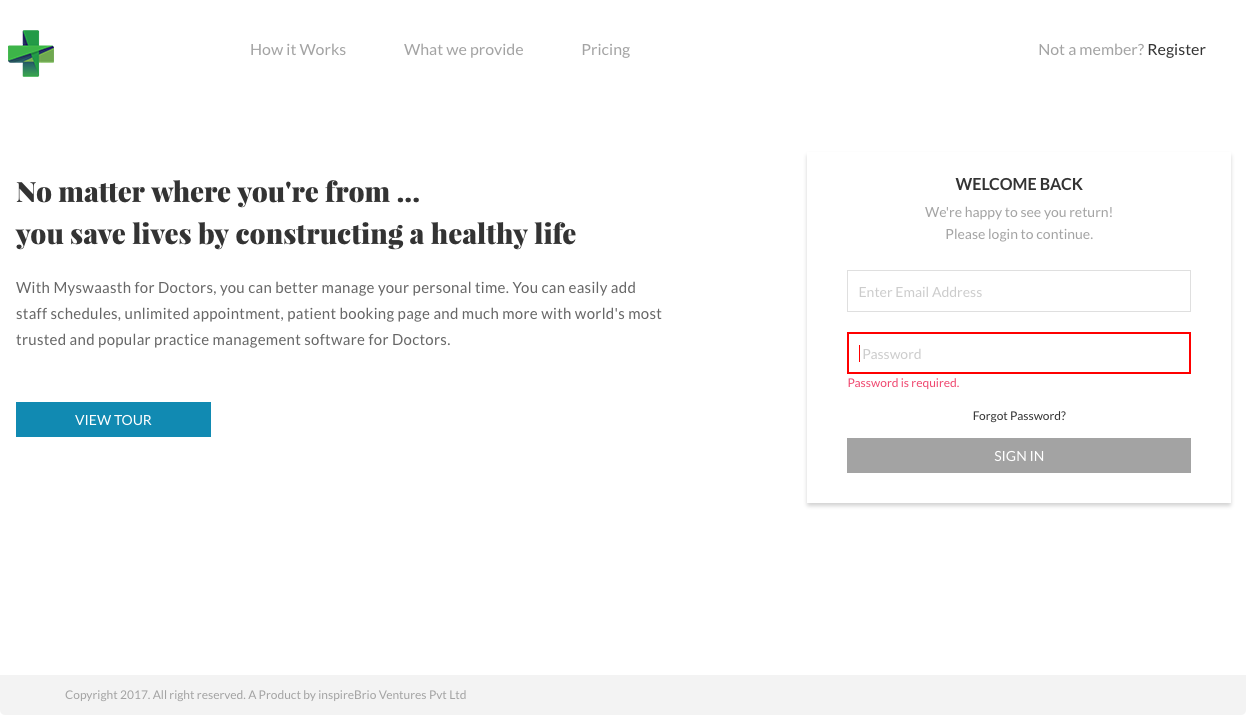 How it Works
What we provide
Pricing
Not a member? Register
No matter where you're from ...
you save lives by constructing a healthy life
With Myswaasth for Doctors, you can better manage your personal time. You can easily add
staff schedules, unlimited appointment, patient booking page and much more with world's most
trusted and popular practice management software for Doctors.
VIEW TOUR
WELCOME BACK
We're happy to see you return!
Please login to continue.
Enter Email Address
Password
Password is required.
Forgot Password?
SIGN IN
Copyright 2017. All right reserved. A Product by inspireBrio Ventures Pvt Ltd